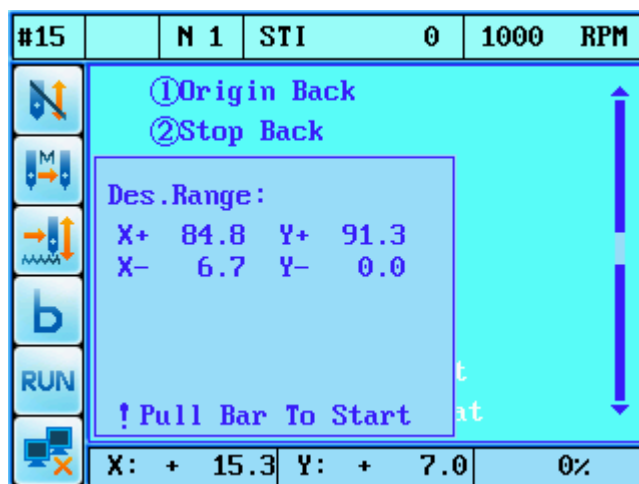 #15 N 1 STI 0 1000 RPM
①Origin Back
②Stop Back
M
Des.Range:
X+ 84.8 Y+ 91.3
X- 6.7 Y- 0.0
b
RUN
t
!Pull Bar To Start at
X: + 15.3 Y: + 7.0 0%